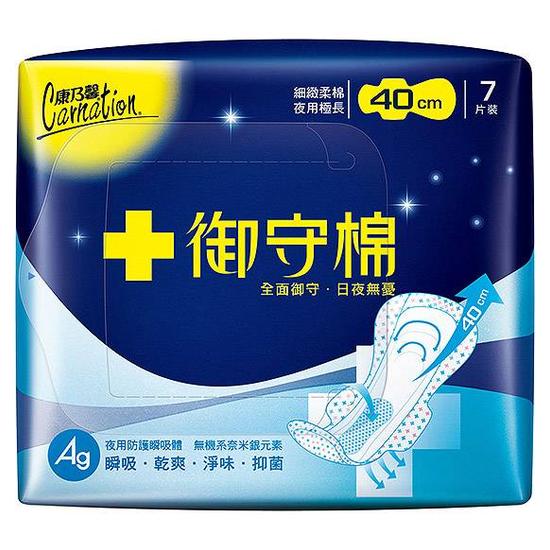 康乃馨
Carnation®
細緻柔棉
夜用極長
40cm
7
片裝
御守棉
全面御守・日夜無憂
40cm
Ag
夜用防護瞬吸體 無機系奈米銀元素
瞬吸・乾爽・淨味・抑菌